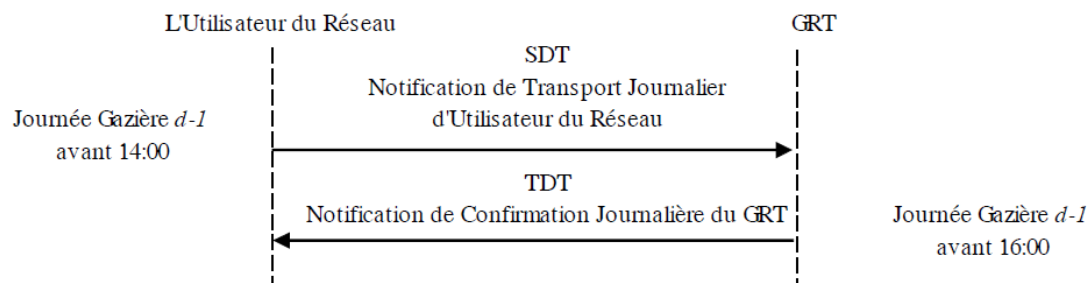 L'Utilisateur du Réseau
GRT
SDT
Notification de Transport Journalier
d'Utilisateur du Réseau
Journée Gazière d-1
avant 14:00
TDT
Notification de Confirmation Journalière du GRT
Journée Gazière d-1
avant 16:00